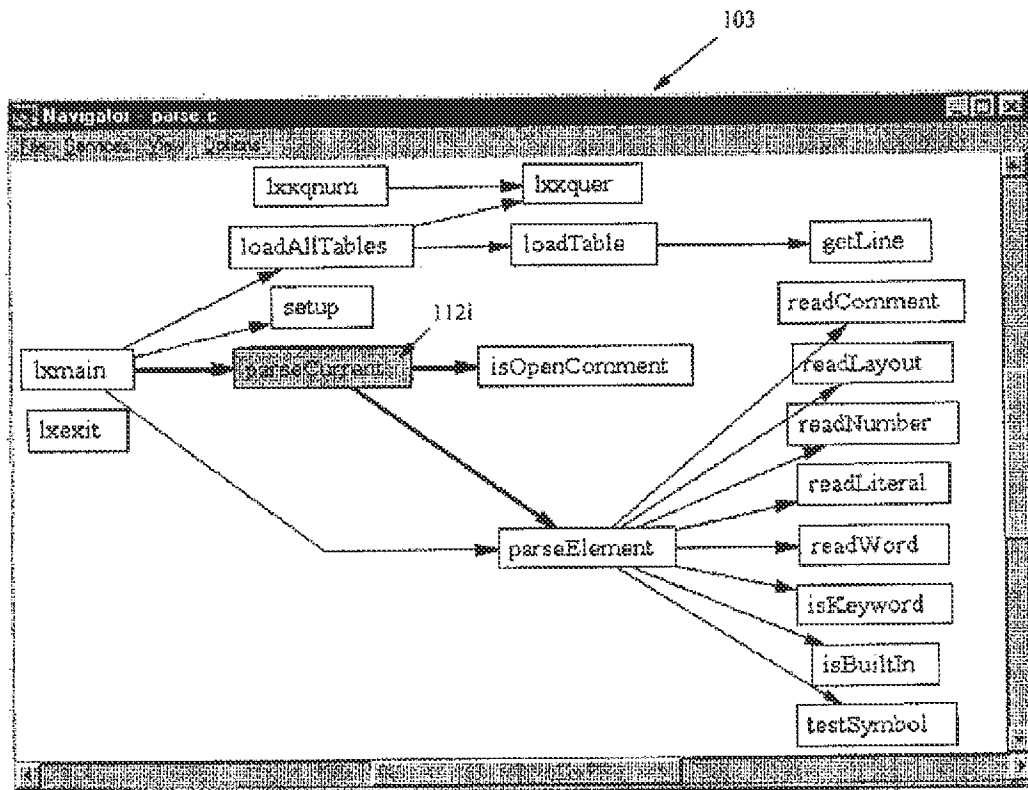 103
Navigator parse.c
File Services View Options
lxxqnum
lxxquer
loadAllTables
loadTable
getLine
setup
readComment
112i
lxmain
parseCurrent
isOpenComment
readLayout
lxexit
readNumber
readLiteral
parseElement
readWord
isKeyword
isBuiltIn
testSymbol